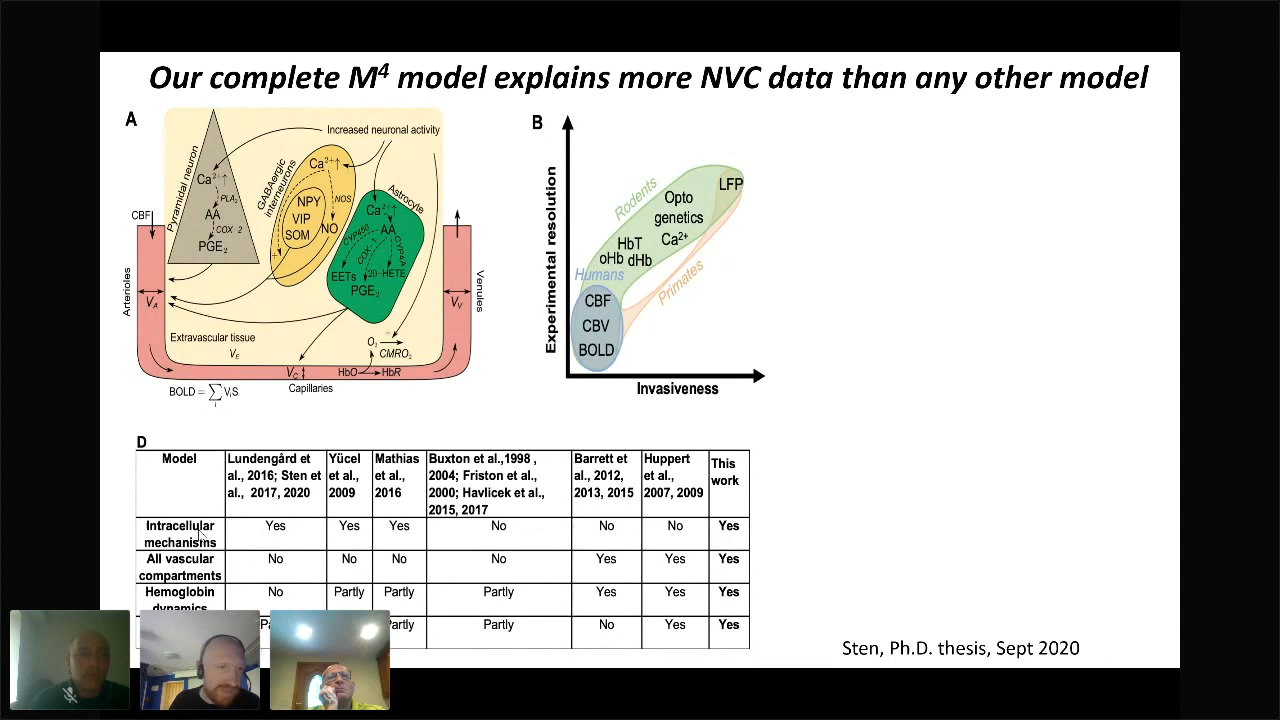 Our complete M⁴ model explains more NVC data than any other model
A
Increased neuronal activity
Pyramidal neuron
Ca²⁺↑
PLA₂
AA
COX-2
PGE₂
GABAergic
interneurons
Ca²⁺↑
NPY
VIP
SOM
NOS
NO
+
Astrocyte
Ca²⁺↑
CYP450
AA
COX-1
CYP4A
EETs
20-HETE
PGE₂
CBF
Arterioles
V_A
Venules
V_V
Extravascular tissue
V_E
+
O₂
CMRO₂
V_C
HbO
HbR
Capillaries
BOLD = ∑ V_iS_i
i
B
Experimental resolution
Invasiveness
Rodents
LFP
Opto
genetics
Ca²⁺
HbT
oHb dHb
Humans
Primates
CBF
CBV
BOLD
D
Model Lundengård et al., 2016; Sten et al., 2017, 2020 Yücel et al., 2009 Mathias et al., 2016 Buxton et al.,1998 , 2004; Friston et al., 2000; Havlicek et al., 2015, 2017 Barrett et al., 2012, 2013, 2015 Huppert et al., 2007, 2009 This work
Intracellular mechanisms Yes Yes Yes No No No Yes
All vascular compartments No No No No Yes Yes Yes
Hemoglobin dynamics No Partly Partly Partly Yes Yes Yes
Partly No Yes Yes
Sten, Ph.D. thesis, Sept 2020